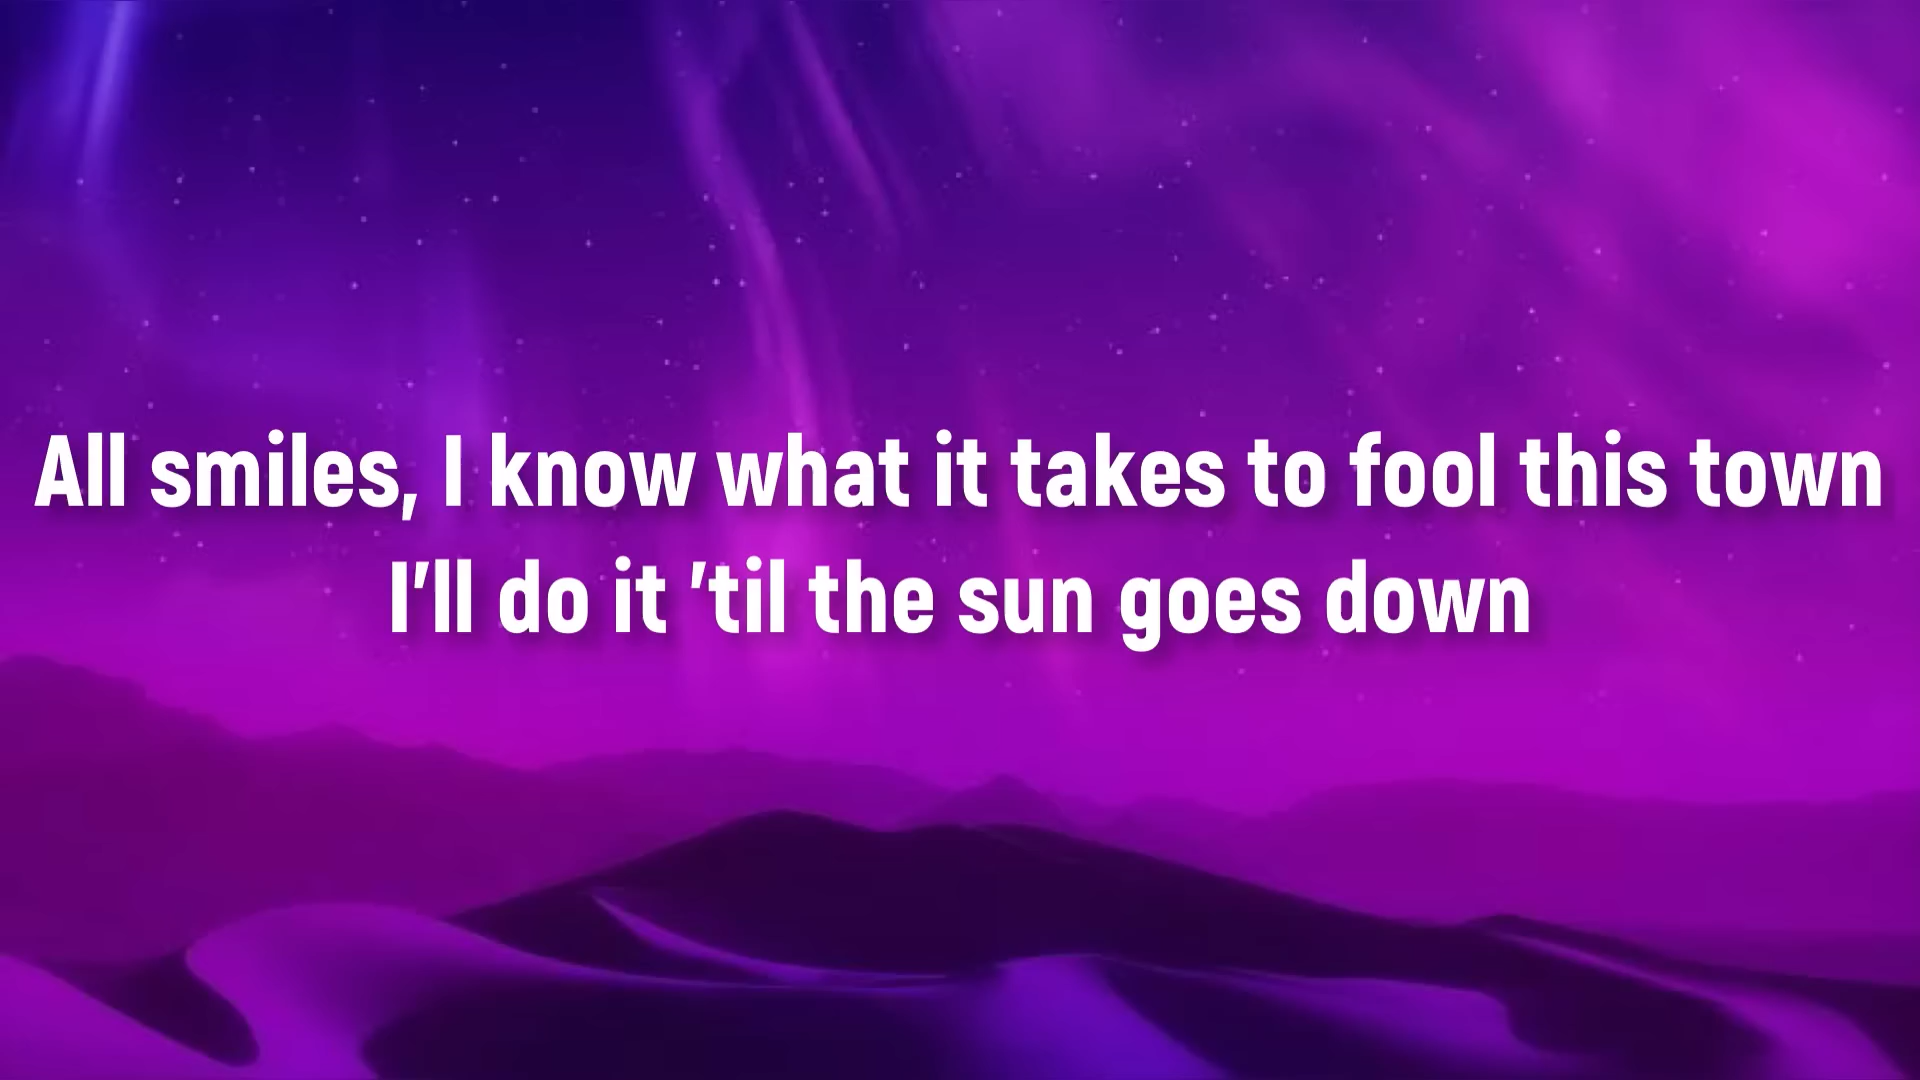 All smiles, I know what it takes to fool this town
I'll do it 'til the sun goes down